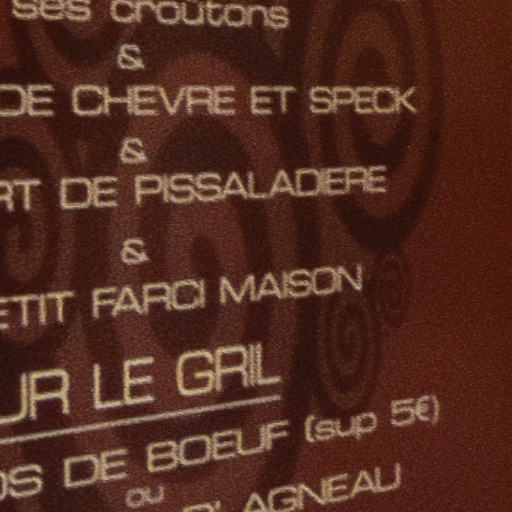 ses croûtons
&
DE CHEVRE ET SPECK
&
RT DE PISSALADIERE
&
ETIT FARCI MAISON
UR LE GRIL
OS DE BOEUF (sup 5€)
ou
D' AGNEAU